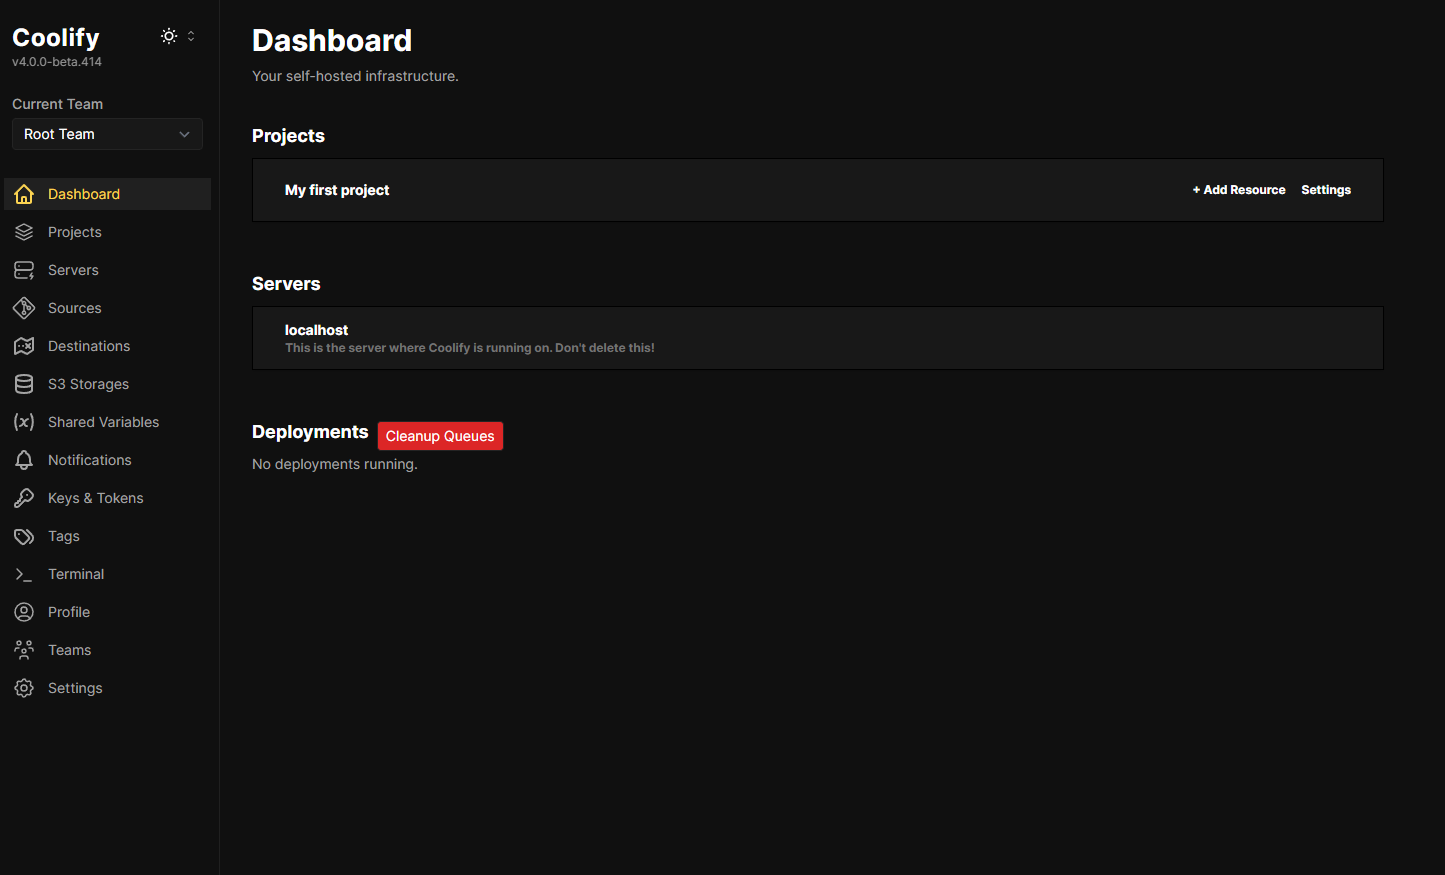 Coolify
v4.0.0-beta.414
Current Team
Root Team
Dashboard
Projects
Servers
Sources
Destinations
S3 Storages
Shared Variables
Notifications
Keys & Tokens
Tags
Terminal
Profile
Teams
Settings
Dashboard
Your self-hosted infrastructure.
Projects
My first project
+ Add Resource Settings
Servers
localhost
This is the server where Coolify is running on. Don't delete this!
Deployments Cleanup Queues
No deployments running.